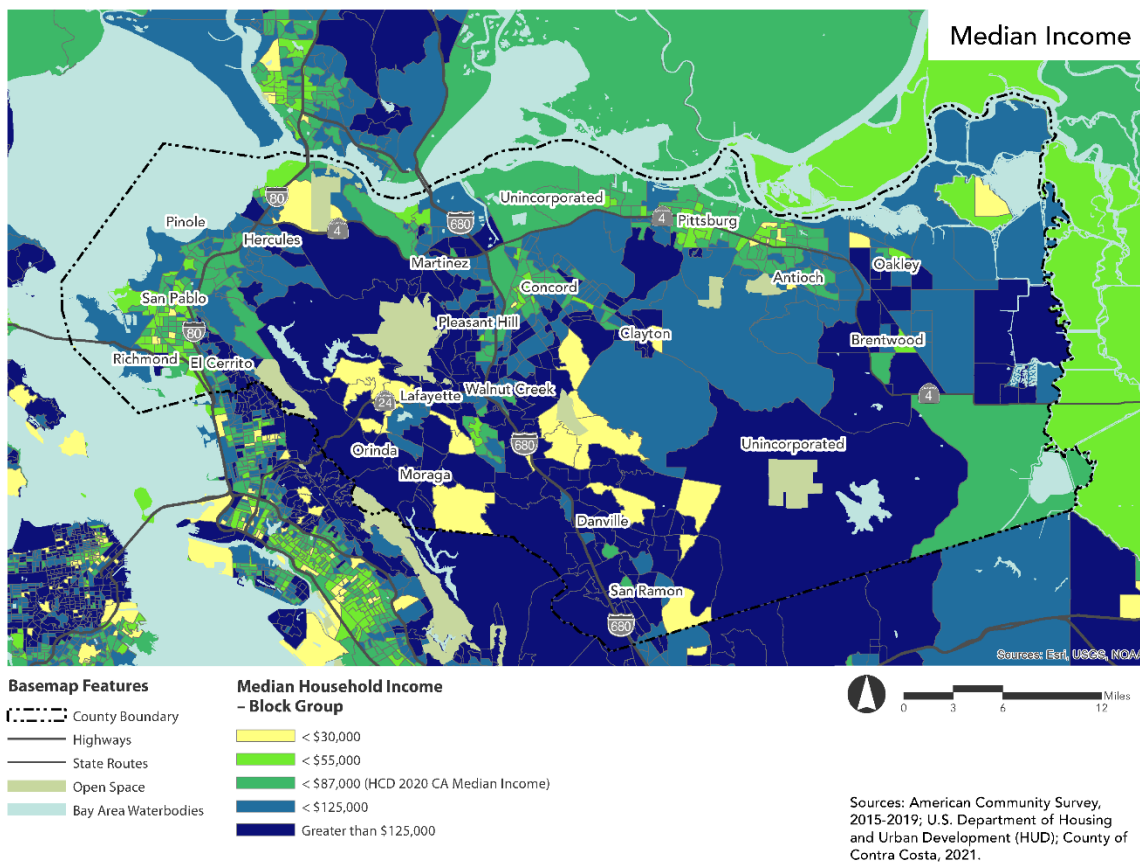 Median Income
80
Unincorporated
Pinole
680
4
Pittsburg
Hercules
4
Martinez
Antioch
Oakley
Concord
San Pablo
80
Pleasant Hill
Clayton
Brentwood
Richmond
El Cerrito
Walnut Creek
Lafayette
24
4
Orinda
680
Unincorporated
Moraga
Danville
San Ramon
680
Sources: Esri, USGS, NOAA
Basemap Features
County Boundary
Highways
State Routes
Open Space
Bay Area Waterbodies
Median Household Income
– Block Group
< $30,000
< $55,000
< $87,000 (HCD 2020 CA Median Income)
< $125,000
Greater than $125,000
Miles
0 3 6 12
Sources: American Community Survey,
2015-2019; U.S. Department of Housing
and Urban Development (HUD); County of
Contra Costa, 2021.